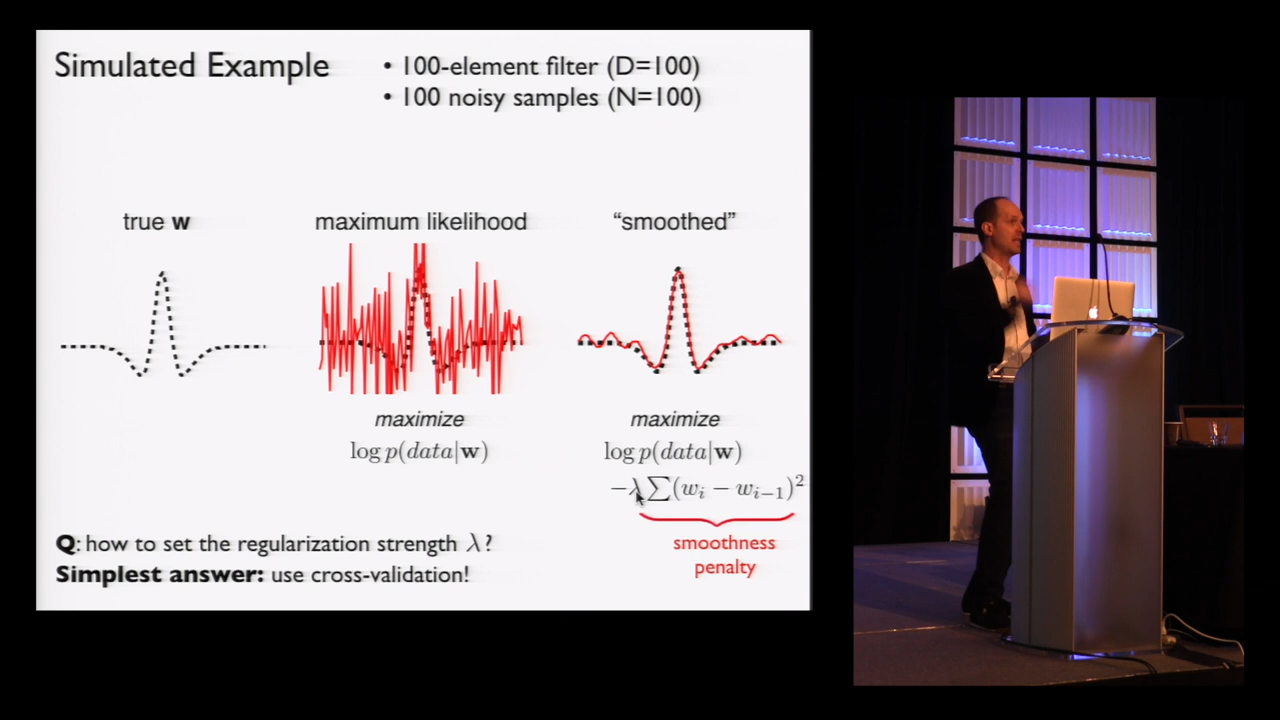 Simulated Example
• 100-element filter (D=100)
• 100 noisy samples (N=100)
true w
maximum likelihood
“smoothed”
maximize
log p(data|w)
maximize
log p(data|w)
−λ∑(wᵢ − wᵢ₋₁)²
smoothness
penalty
Q: how to set the regularization strength λ?
Simplest answer: use cross-validation!